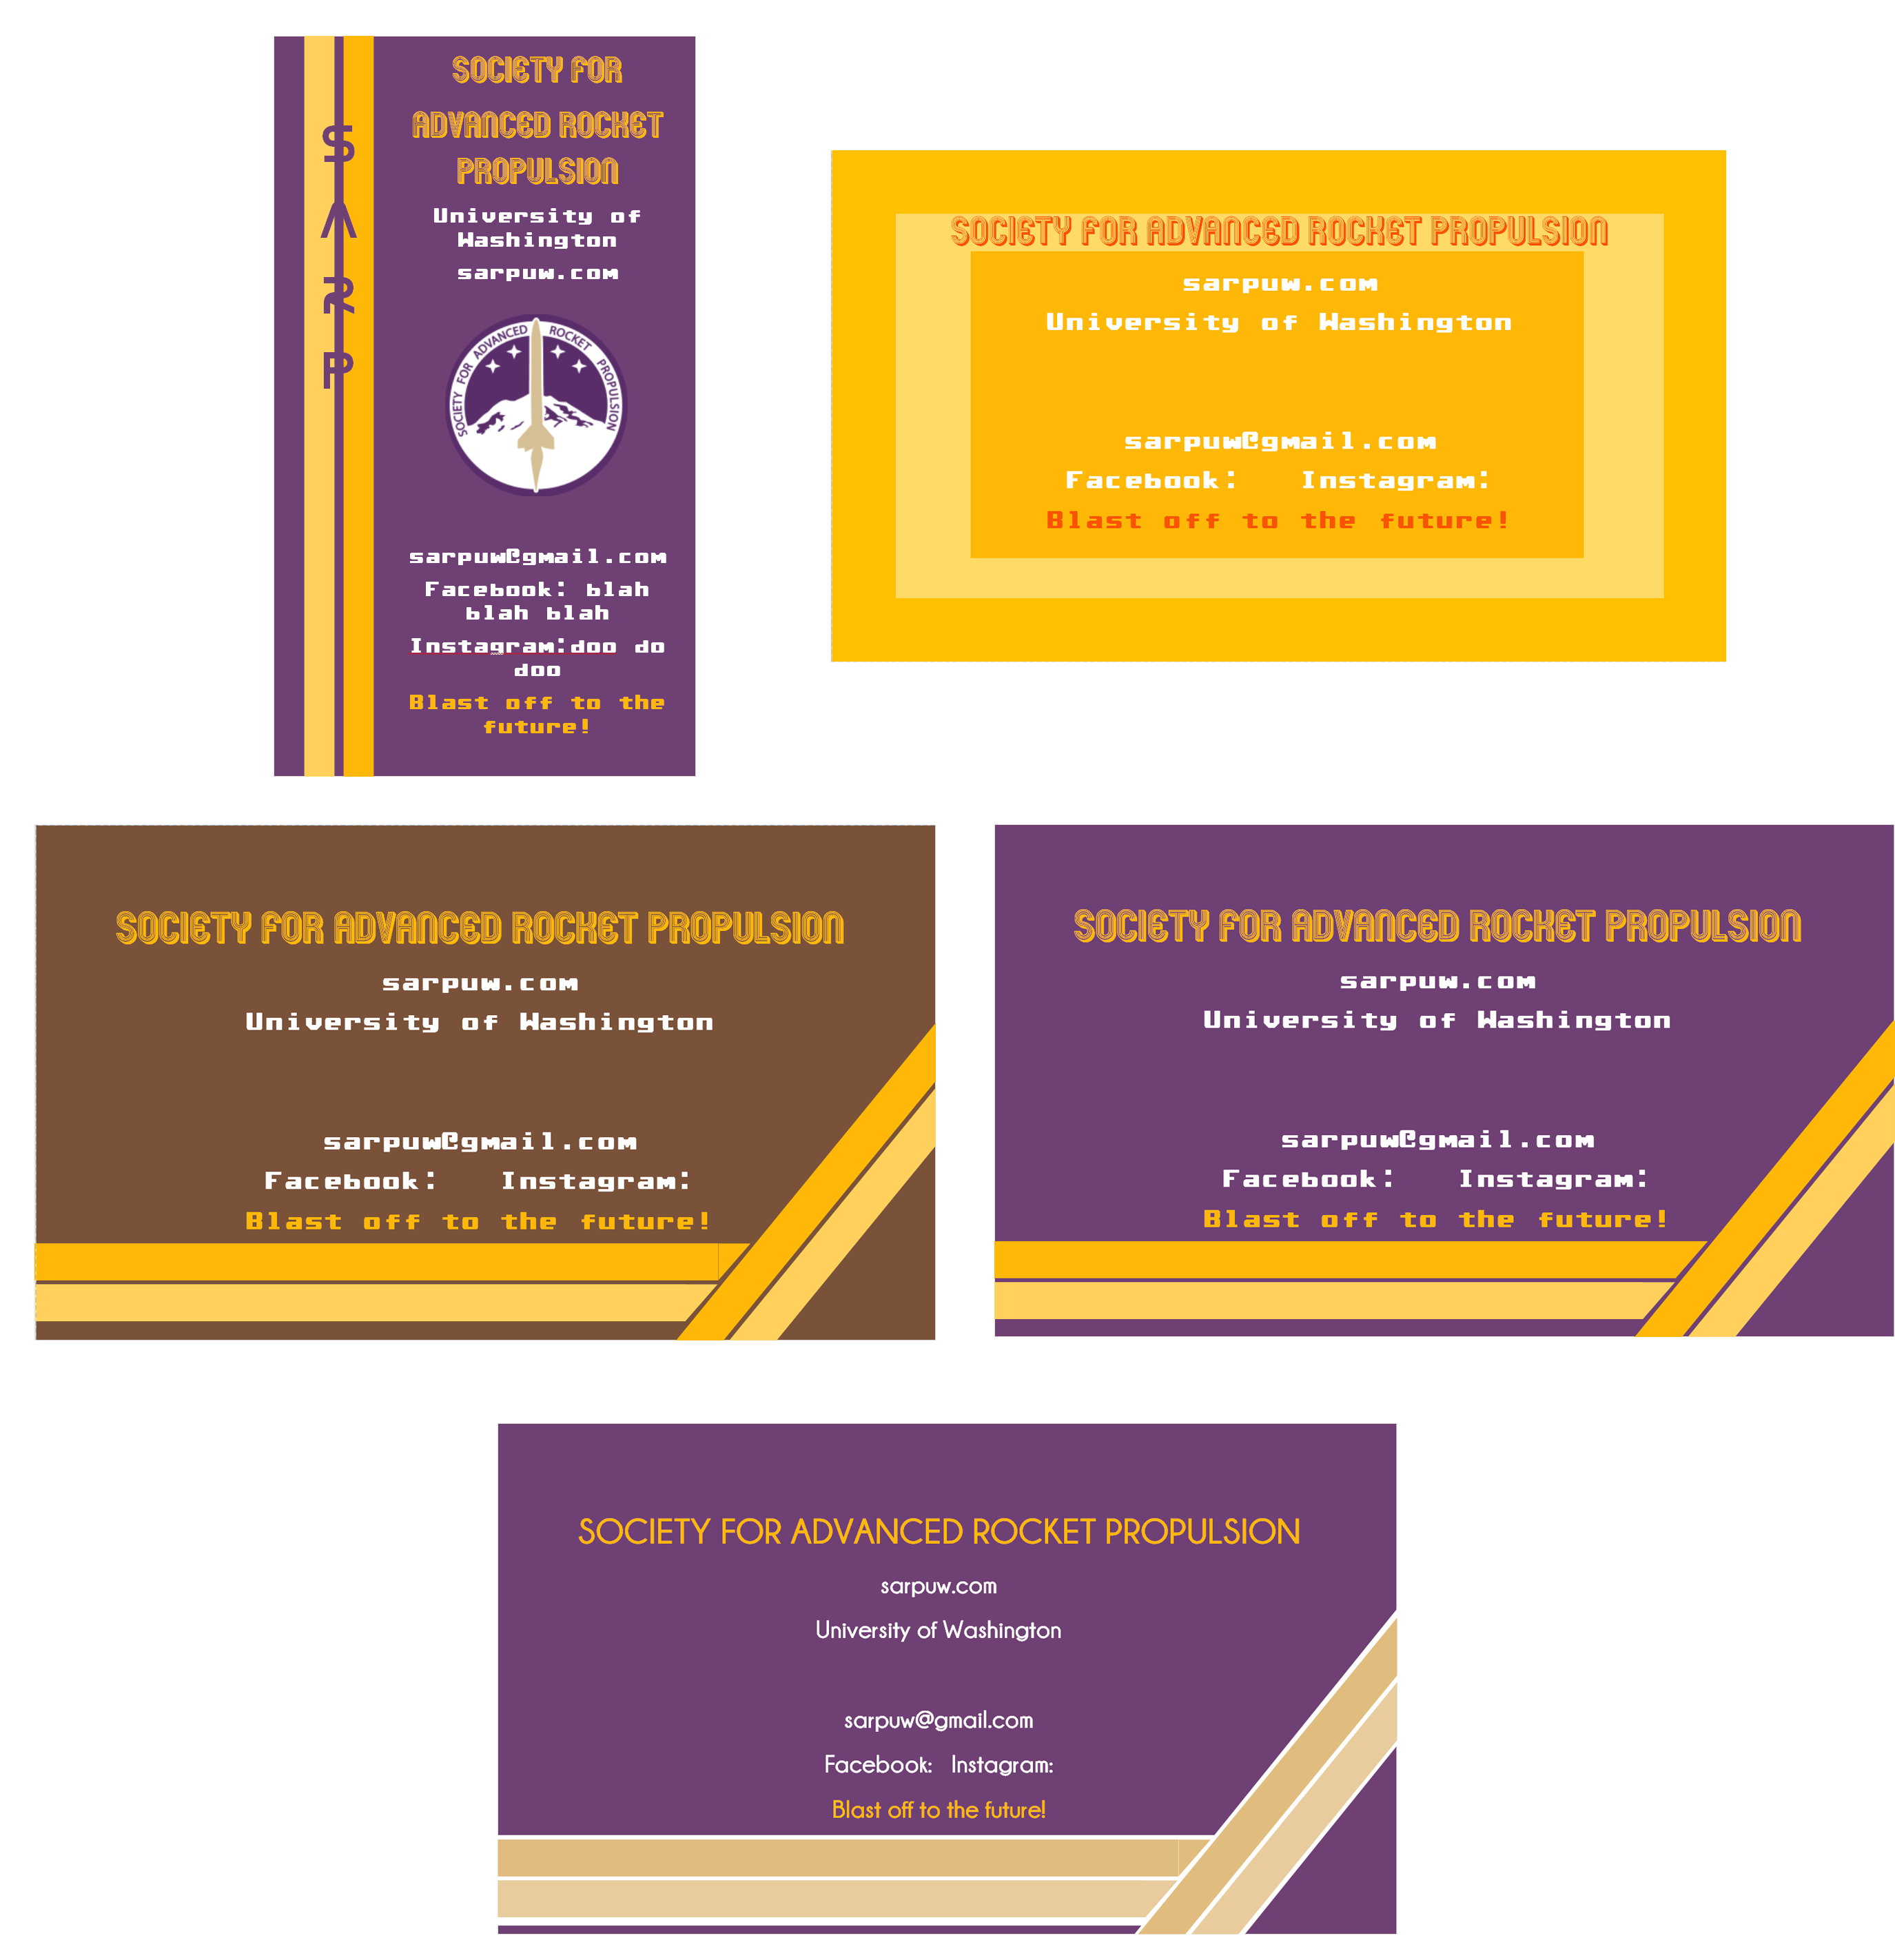 S
A
R
P
SOCIETY FOR
ADVANCED ROCKET
PROPULSION
University of
Washington
sarpuw.com
SOCIETY FOR ADVANCED ROCKET PROPULSION
sarpuw@gmail.com
Facebook: blah
blah blah
Instagram:doo do
doo
Blast off to the
future!
SOCIETY FOR ADVANCED ROCKET PROPULSION
sarpuw.com
University of Washington
sarpuw@gmail.com
Facebook: Instagram:
Blast off to the future!
SOCIETY FOR ADVANCED ROCKET PROPULSION
sarpuw.com
University of Washington
sarpuw@gmail.com
Facebook: Instagram:
Blast off to the future!
SOCIETY FOR ADVANCED ROCKET PROPULSION
sarpuw.com
University of Washington
sarpuw@gmail.com
Facebook: Instagram:
Blast off to the future!
SOCIETY FOR ADVANCED ROCKET PROPULSION
sarpuw.com
University of Washington
sarpuw@gmail.com
Facebook: Instagram:
Blast off to the future!